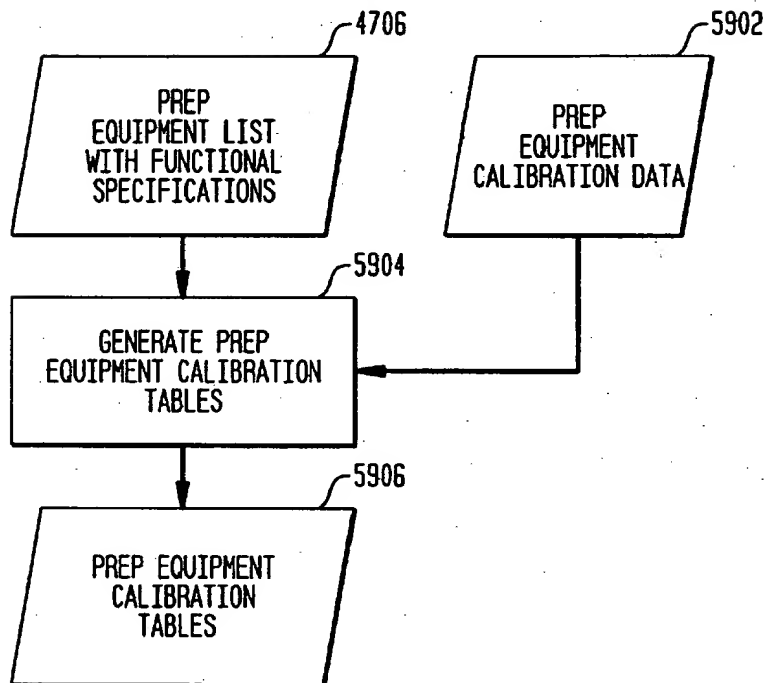 4706
PREP
EQUIPMENT LIST
WITH FUNCTIONAL
SPECIFICATIONS
5902
PREP
EQUIPMENT
CALIBRATION DATA
5904
GENERATE PREP
EQUIPMENT CALIBRATION
TABLES
5906
PREP EQUIPMENT
CALIBRATION
TABLES